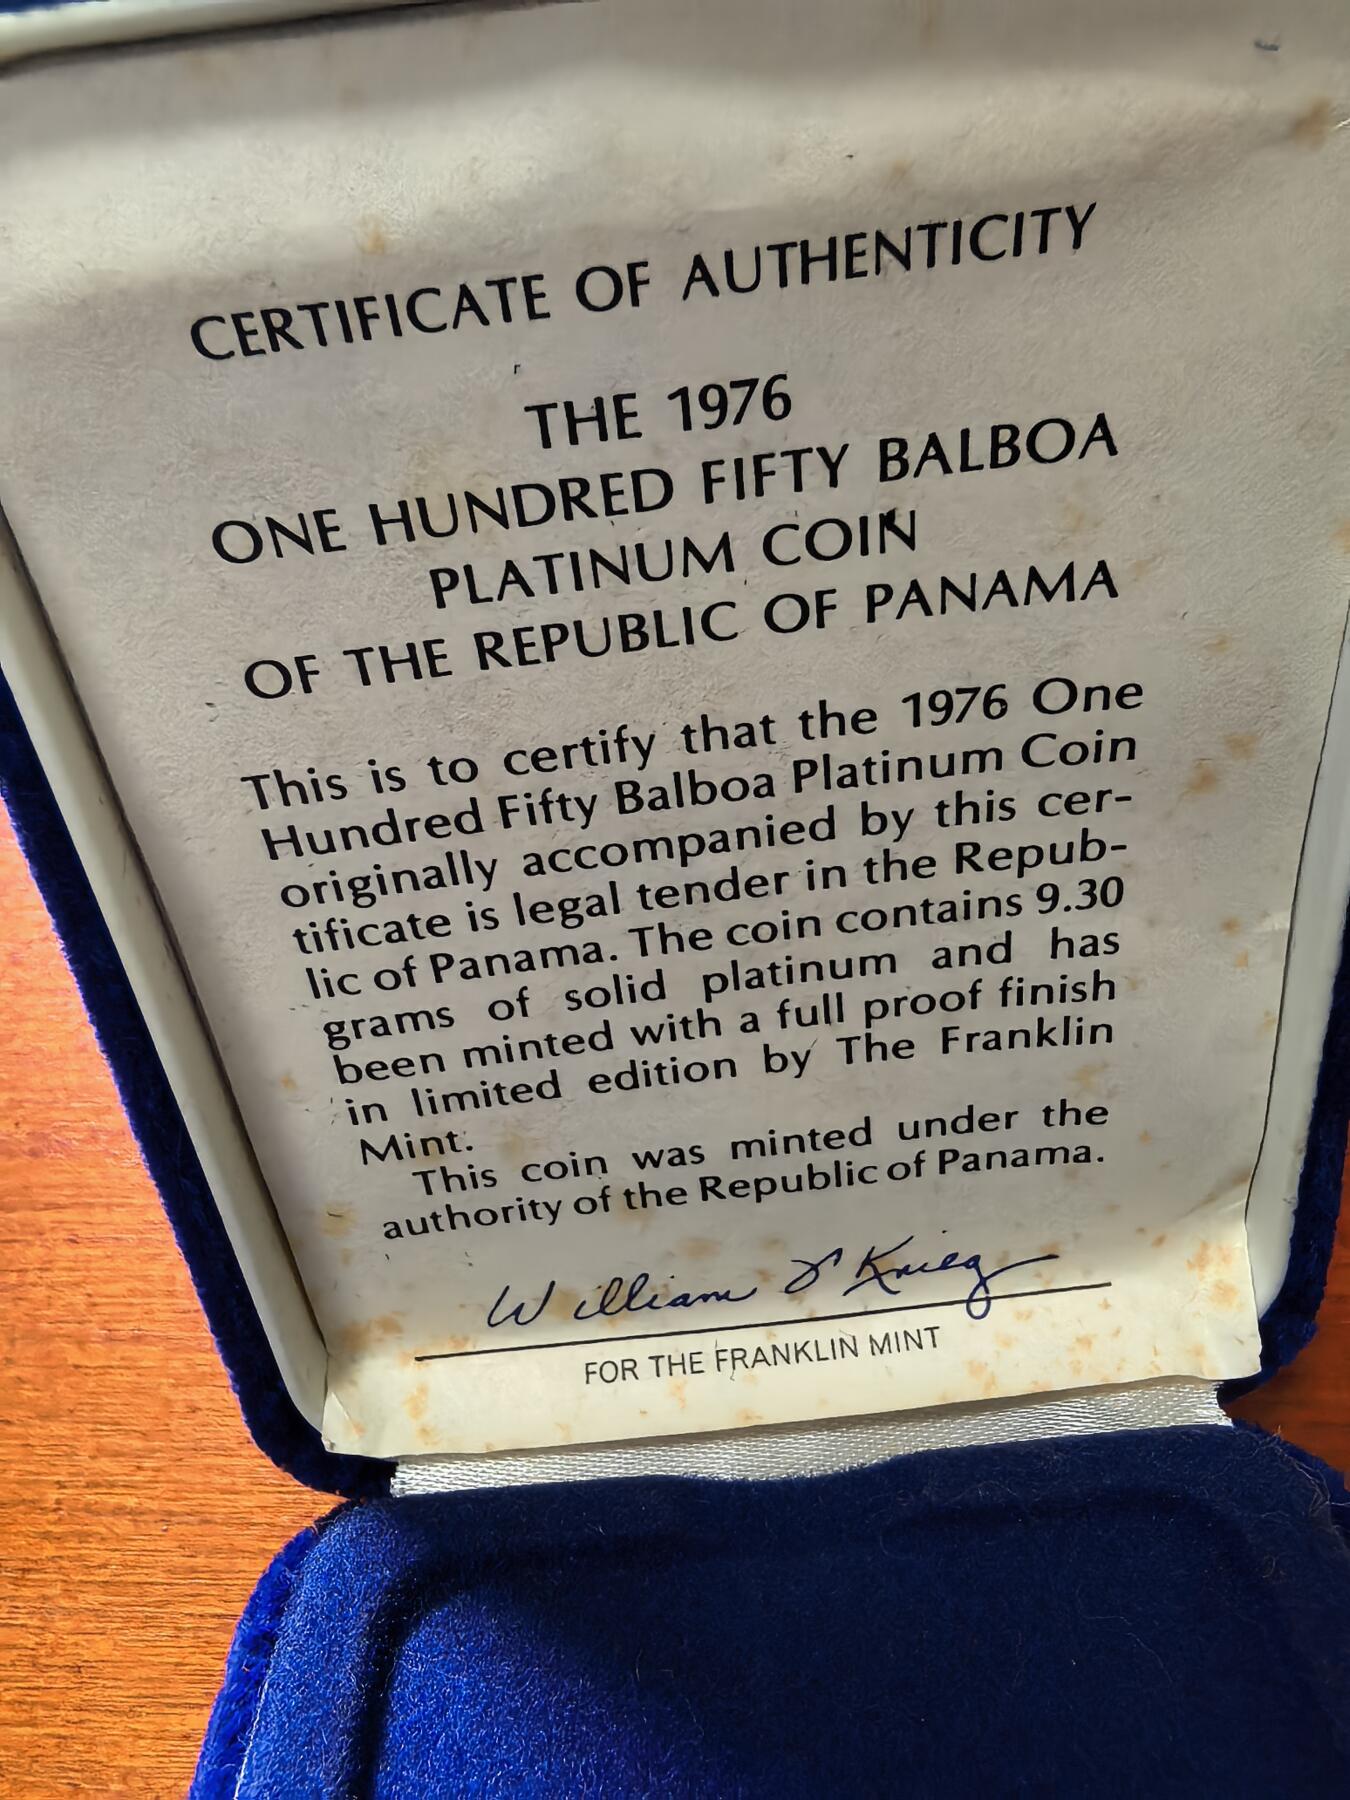 CERTIFICATE OF AUTHENTICITY
THE 1976
ONE HUNDRED FIFTY BALBOA
PLATINUM COIN
OF THE REPUBLIC OF PANAMA
This is to certify that the 1976 One
Hundred Fifty Balboa Platinum Coin
originally accompanied by this cer-
tificate is legal tender in the Repub-
lic of Panama. The coin contains 9.30
grams of solid platinum and has
been minted with a full proof finish
in limited edition by The Franklin
Mint.
This coin was minted under the
authority of the Republic of Panama.
William Krieg
FOR THE FRANKLIN MINT